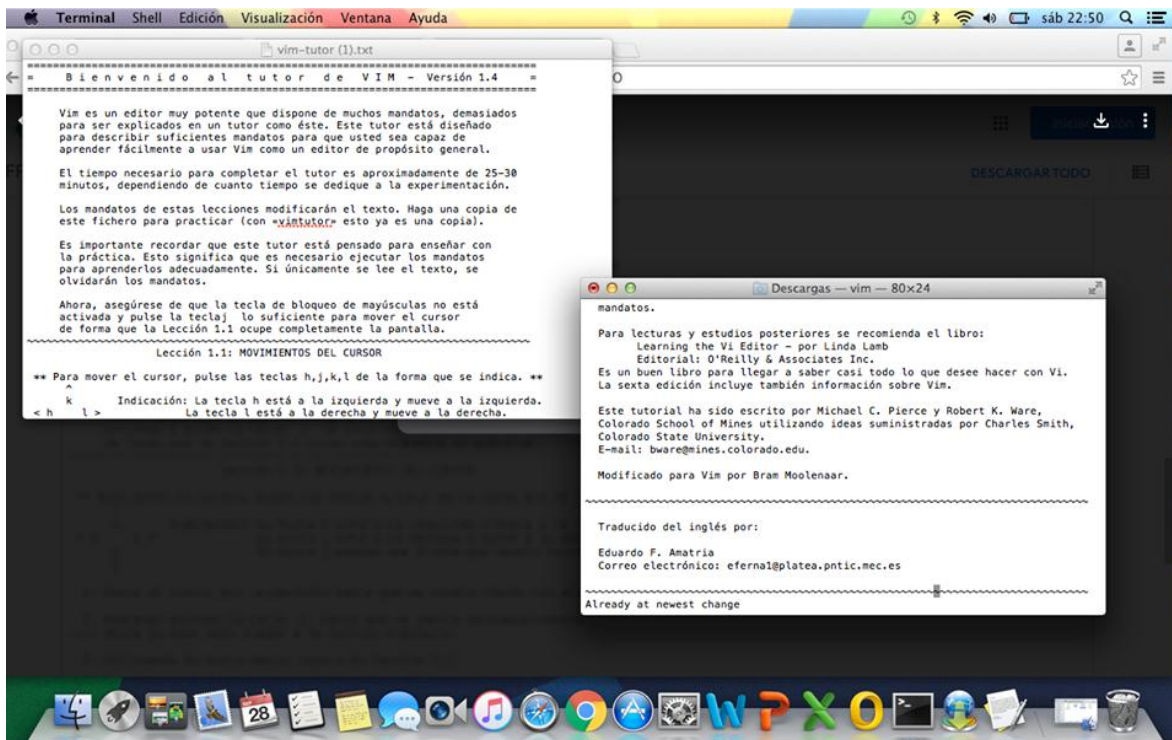 Terminal Shell Edición Visualización Ventana Ayuda
sáb 22:50
vim-tutor (1).txt
===============================================================================
= B i e n v e n i d o a l t u t o r d e V I M - Versión 1.4 =
===============================================================================
Vim es un editor muy potente que dispone de muchos mandatos, demasiados
para ser explicados en un tutor como éste. Este tutor está diseñado
para describir suficientes mandatos para que usted sea capaz de
aprender fácilmente a usar Vim como un editor de propósito general.
El tiempo necesario para completar el tutor es aproximadamente de 25-30
minutos, dependiendo de cuanto tiempo se dedique a la experimentación.
Los mandatos de estas lecciones modificarán el texto. Haga una copia de
este fichero para practicar (con «vimtutor» esto ya es una copia).
Es importante recordar que este tutor está pensado para enseñar con
la práctica. Esto significa que es necesario ejecutar los mandatos
para aprenderlos adecuadamente. Si únicamente se lee el texto, se
olvidarán los mandatos.
Ahora, asegúrese de que la tecla de bloqueo de mayúsculas no está
activada y pulse la teclaj lo suficiente para mover el cursor
de forma que la Lección 1.1 ocupe completamente la pantalla.
~~~~~~~~~~~~~~~~~~~~~~~~~~~~~~~~~~~~~~~~~~~~~~~~~~~~~~~~~~~~~~~~~~~~~~~~~~~~~~~
Lección 1.1: MOVIMIENTOS DEL CURSOR
** Para mover el cursor, pulse las teclas h,j,k,l de la forma que se indica. **
^
k Indicación: La tecla h está a la izquierda y mueve a la izquierda.
< h l > La tecla l está a la derecha y mueve a la derecha.
DESCARGAR TODO
Descargas — vim — 80×24
mandatos.
Para lecturas y estudios posteriores se recomienda el libro:
Learning the Vi Editor - por Linda Lamb
Editorial: O'Reilly & Associates Inc.
Es un buen libro para llegar a saber casi todo lo que desee hacer con Vi.
La sexta edición incluye también información sobre Vim.
Este tutorial ha sido escrito por Michael C. Pierce y Robert K. Ware,
Colorado School of Mines utilizando ideas suministradas por Charles Smith,
Colorado State University.
E-mail: bware@mines.colorado.edu.
Modificado para Vim por Bram Moolenaar.
~~~~~~~~~~~~~~~~~~~~~~~~~~~~~~~~~~~~~~~~~~~~~~~~~~~~~~~~~~~~~~~~~~~~~~~~~~~~~~~
Traducido del inglés por:
Eduardo F. Amatria
Correo electrónico: eferna1@platea.pntic.mec.es
~~~~~~~~~~~~~~~~~~~~~~~~~~~~~~~~~~~~~~~~~~~~~~~~~~~~~~~~~~~~~~~~~~~~~~~~~~~~~~~
Already at newest change
SEP
28